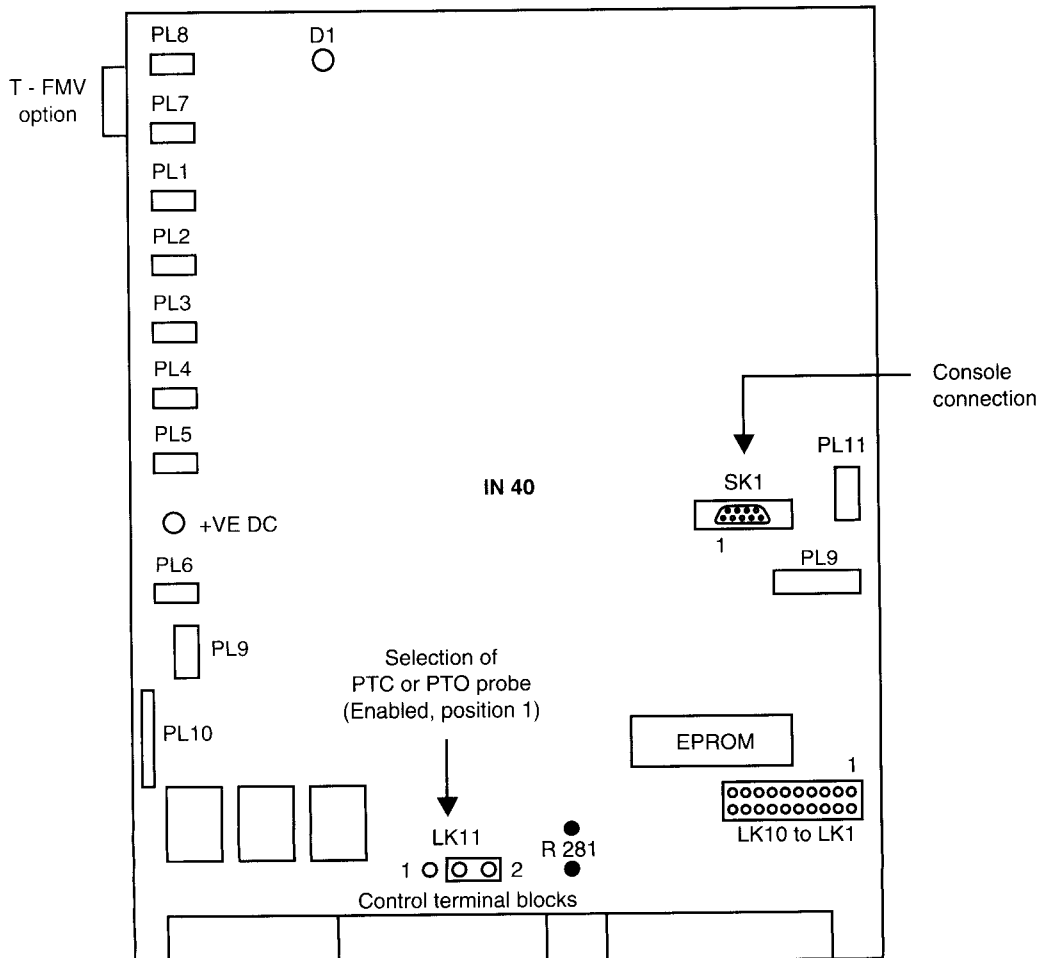 PL8
D1
T - FMV
option
PL7
PL1
PL2
PL3
PL4
Console
connection
PL5
PL11
IN 40
SK1
+VE DC
1
PL6
PL9
PL9
Selection of
PTC or PTO probe
(Enabled, position 1)
PL10
EPROM
1
LK10 to LK1
LK11
R 281
1
2
Control terminal blocks